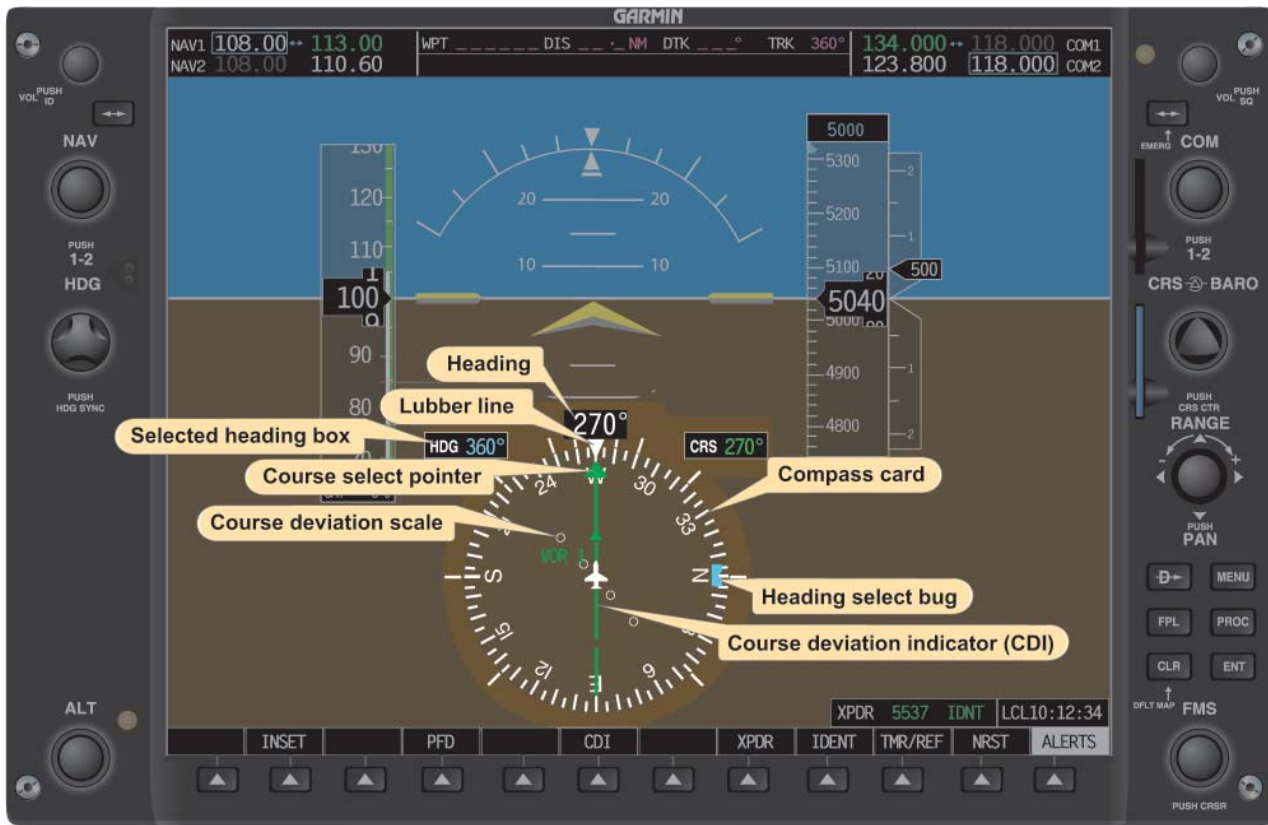 GARMIN
NAV1 108.00 ↔ 113.00
NAV2 108.00 110.60
WPT _ _ _ _ _ _ DIS _ _ . _ NM DTK _ _ _° TRK 360°
134.000 ↔ 118.000 COM1
123.800 118.000 COM2
VOL PUSH ID
NAV
PUSH
1-2
HDG
PUSH
HDG SYNC
ALT
130
120
110
100
1
9
90
80
20 20
10 10
5000
5300
5200
5100
5040
20
5000
4900
4800
2
1
500
1
2
Heading
Lubber line
270°
Selected heading box
HDG 360°
CRS 270°
Course select pointer
Compass card
Course deviation scale
VOR 1
W
30
33
N
6
E
12
15
S
24
Heading select bug
Course deviation indicator (CDI)
XPDR 5537 IDNT LCL10:12:34
INSET PFD CDI XPDR IDENT TMR/REF NRST ALERTS
VOL PUSH SQ
EMERG
COM
PUSH
1-2
CRS BARO
PUSH
CRS CTR
RANGE
- +
PUSH
PAN
D MENU
FPL PROC
CLR ENT
DFLT MAP
FMS
PUSH CRSR